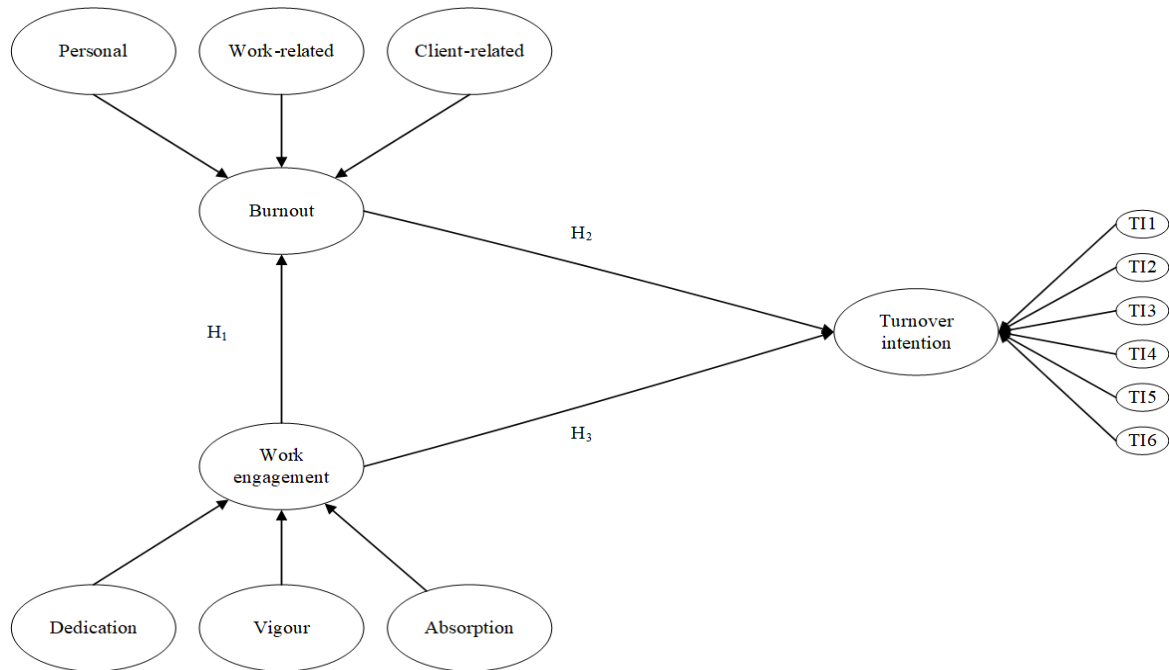 Personal
Work-related
Client-related
Burnout
H₂
TI1
TI2
TI3
TI4
TI5
TI6
Turnover
intention
H₁
H₃
Work
engagement
Dedication
Vigour
Absorption